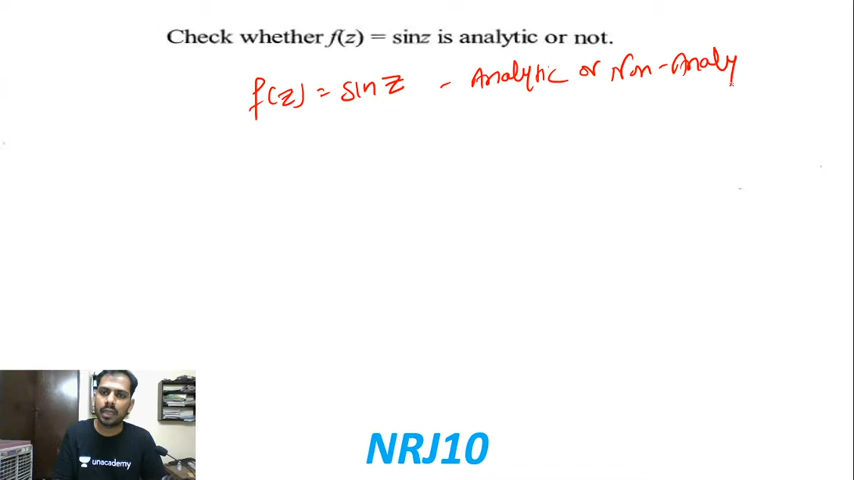 Check whether f(z) = sinz is analytic or not.
f(z) = sin z - Analytic or Non-Analy
unacademy
NRJ10